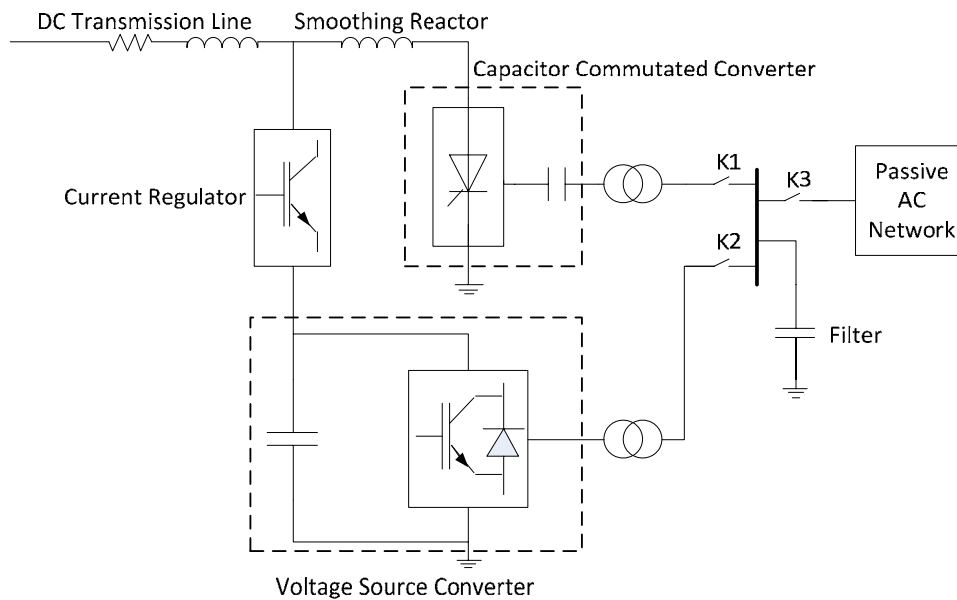 DC Transmission Line
Smoothing Reactor
Capacitor Commutated Converter
Current Regulator
K1
K2
K3
Passive
AC
Network
Filter
Voltage Source Converter